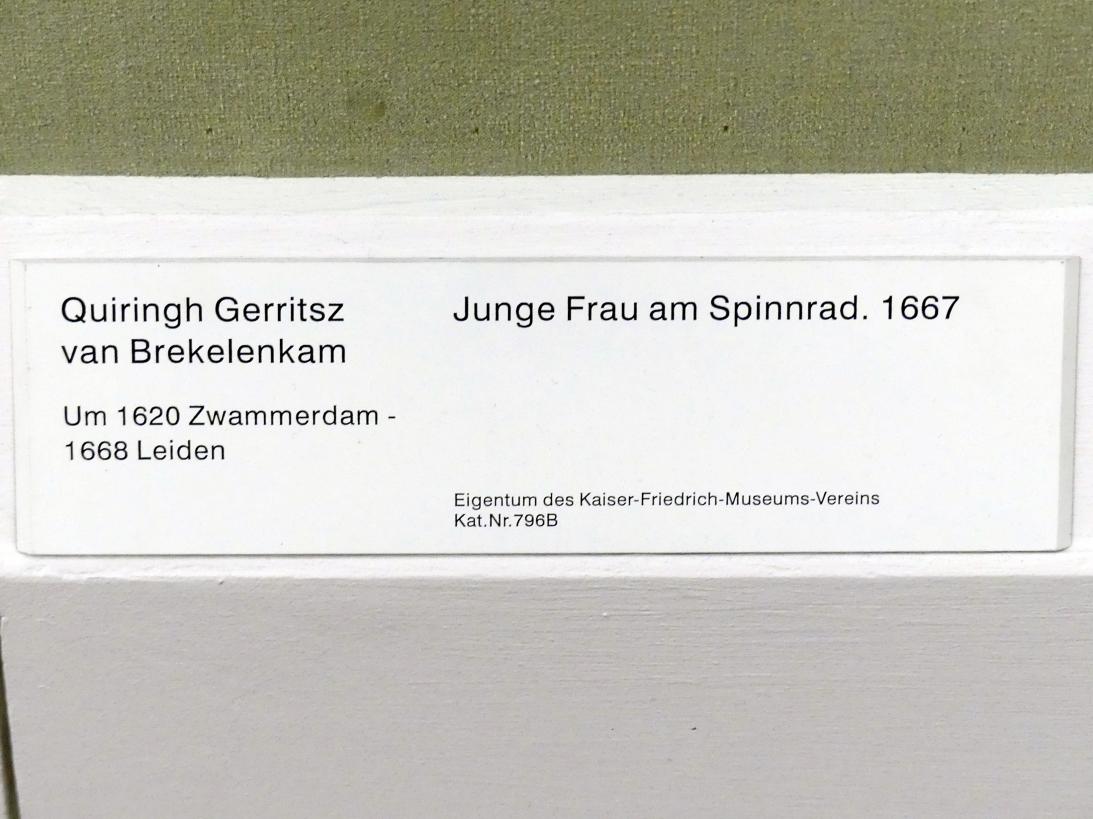 Quiringh Gerritsz
van Brekelenkam
Um 1620 Zwammerdam -
1668 Leiden
Junge Frau am Spinnrad. 1667
Eigentum des Kaiser-Friedrich-Museums-Vereins
Kat.Nr.796B